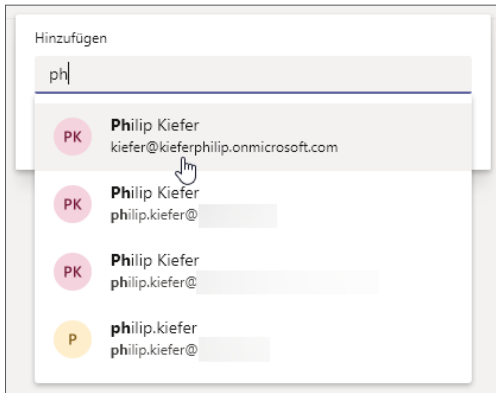 Hinzufügen
ph
PK
Philip Kiefer
kiefer@kieferphilip.onmicrosoft.com
PK
Philip Kiefer
philip.kiefer@
PK
Philip Kiefer
philip.kiefer@
P
philip.kiefer
philip.kiefer@